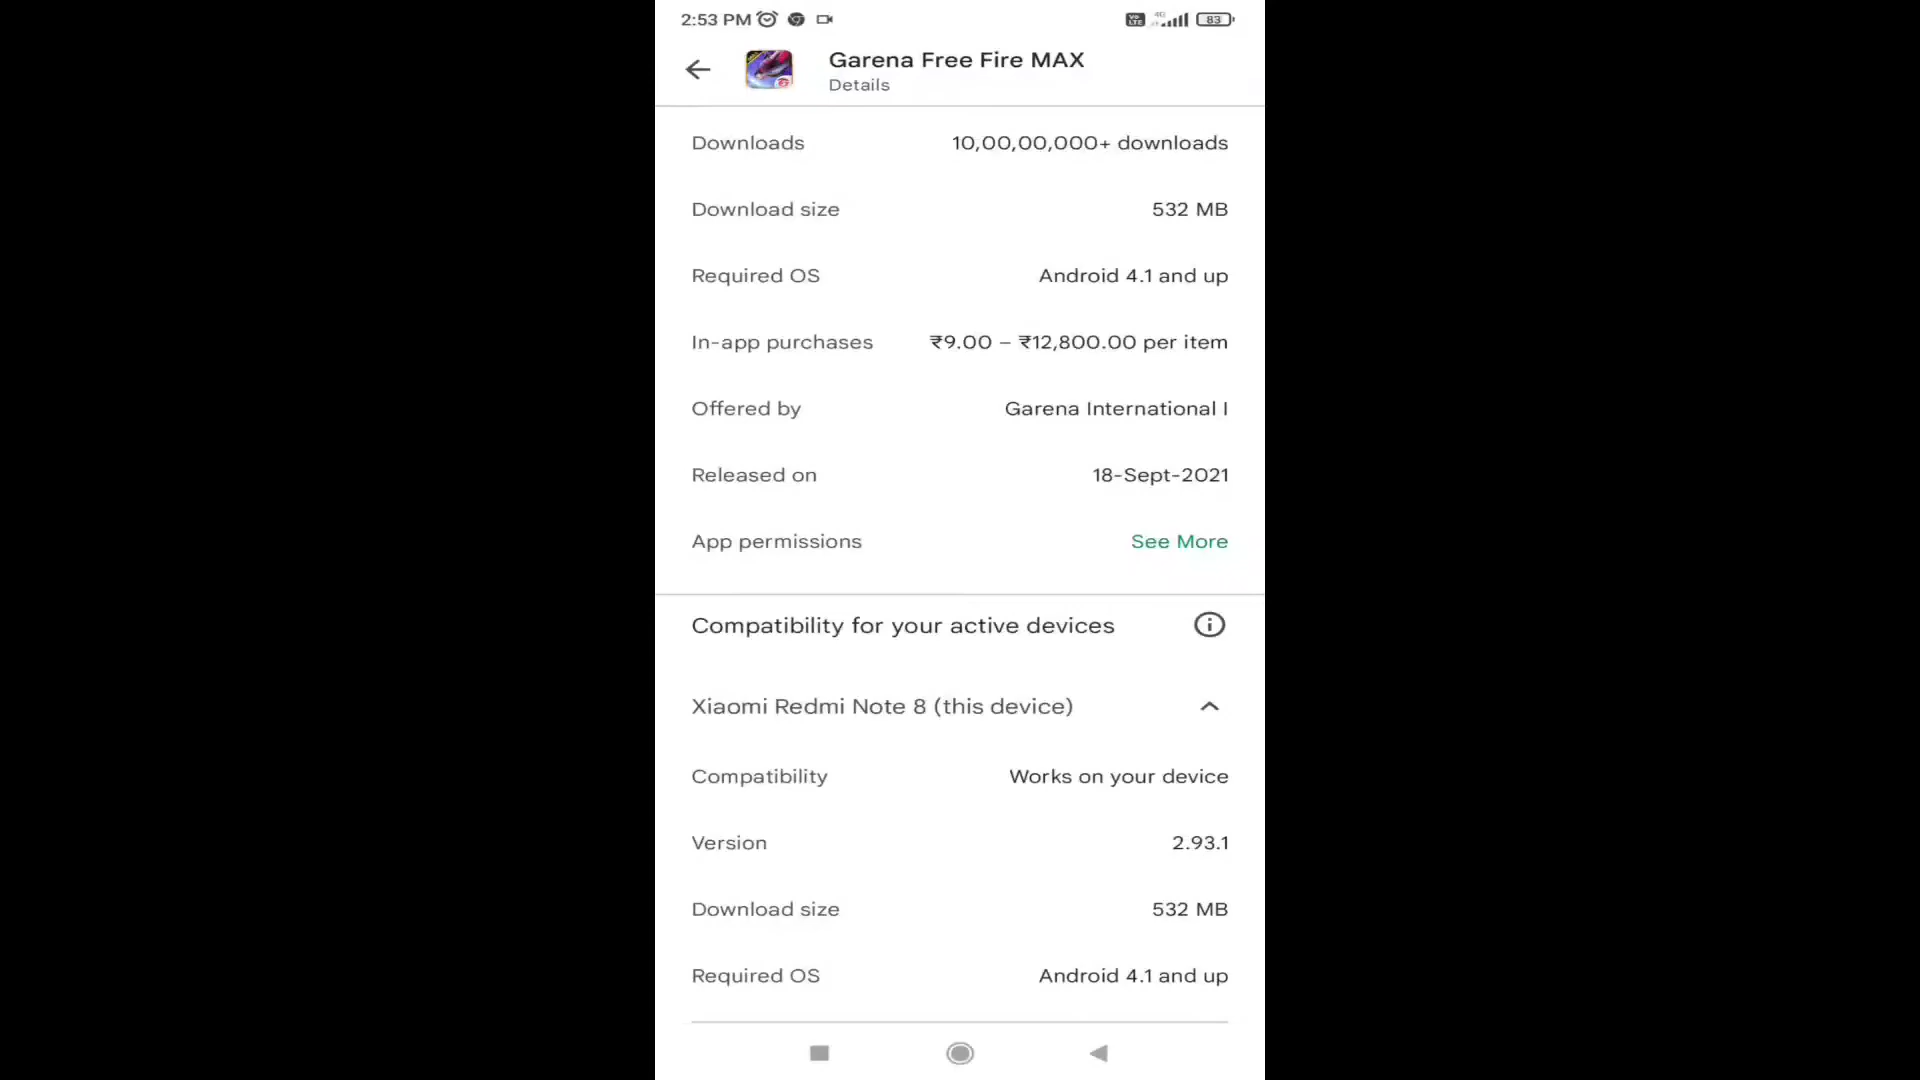 2:53 PM
Vo LTE 4G 83
Garena Free Fire MAX
Details
Downloads 10,00,00,000+ downloads
Download size 532 MB
Required OS Android 4.1 and up
In-app purchases ₹9.00 – ₹12,800.00 per item
Offered by Garena International I
Released on 18-Sept-2021
App permissions See More
Compatibility for your active devices
Xiaomi Redmi Note 8 (this device)
Compatibility Works on your device
Version 2.93.1
Download size 532 MB
Required OS Android 4.1 and up